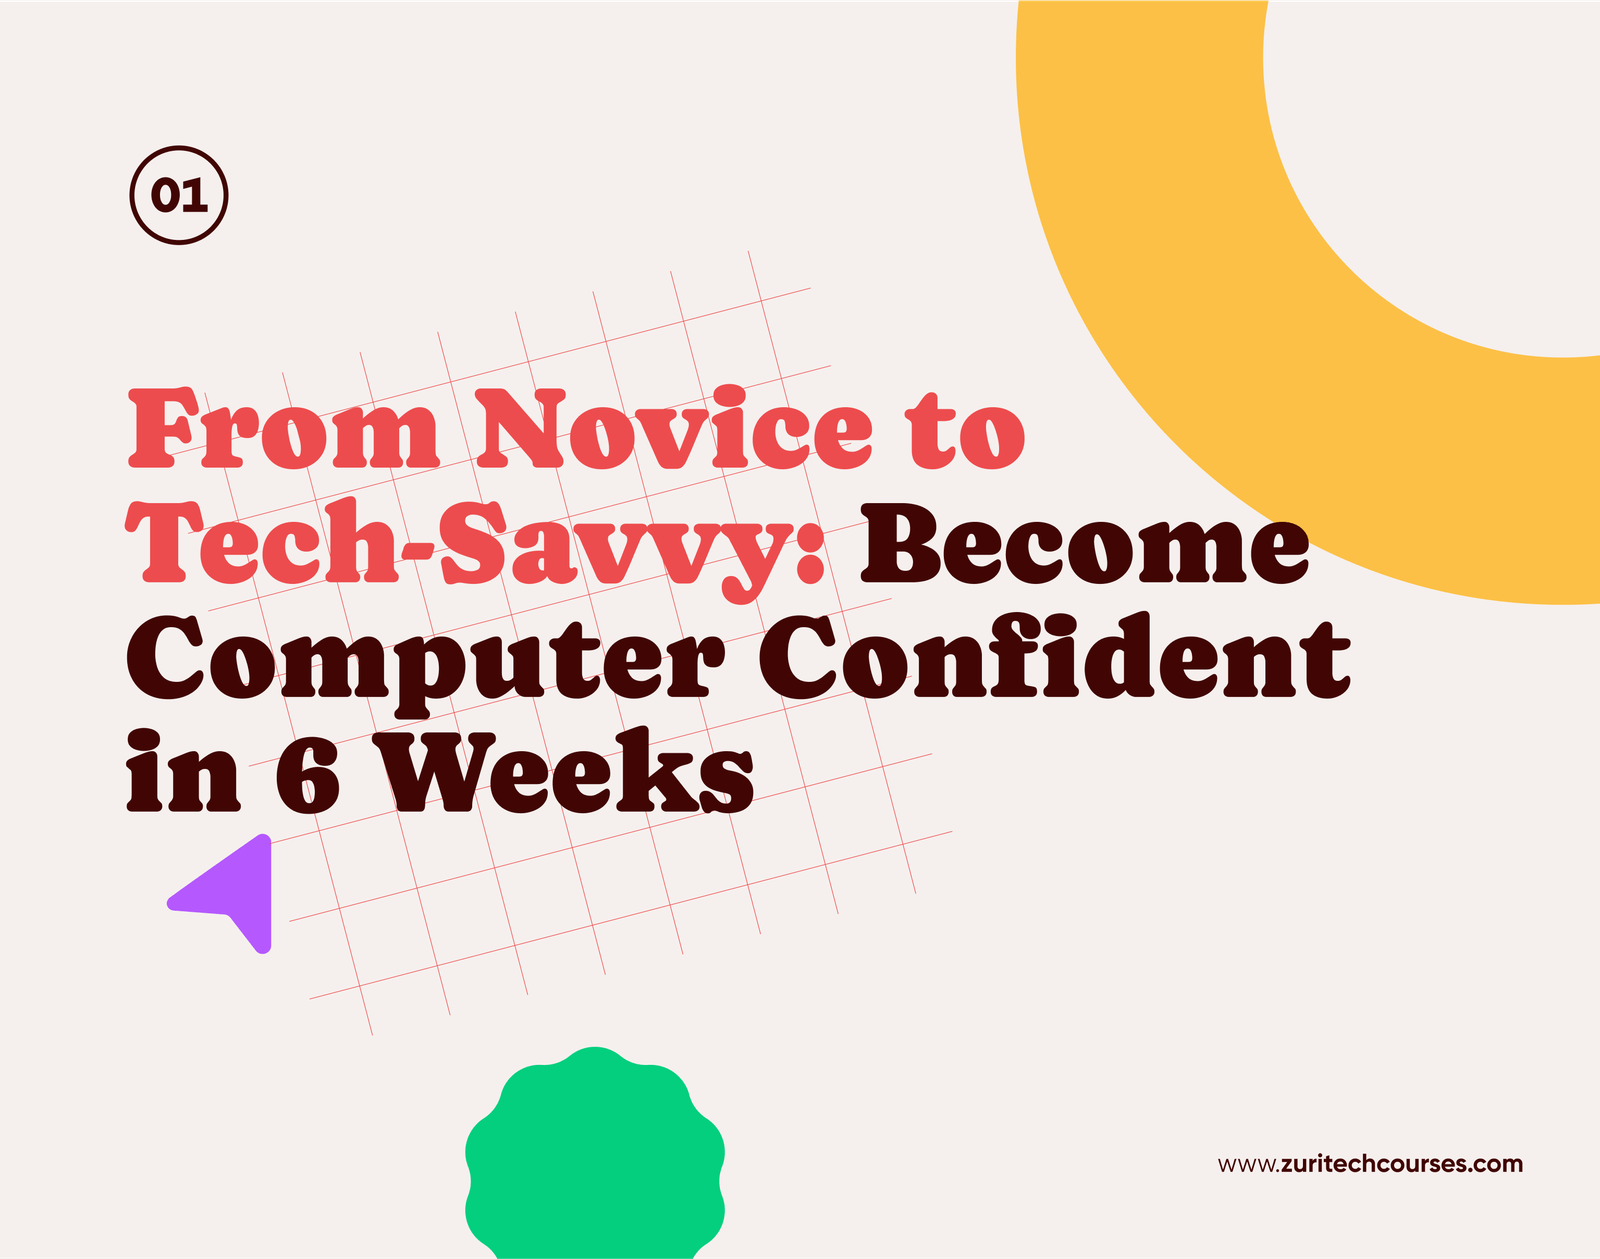 01
From Novice to
Tech-Savvy: Become
Computer Confident
in 6 Weeks
www.zuritechcourses.com